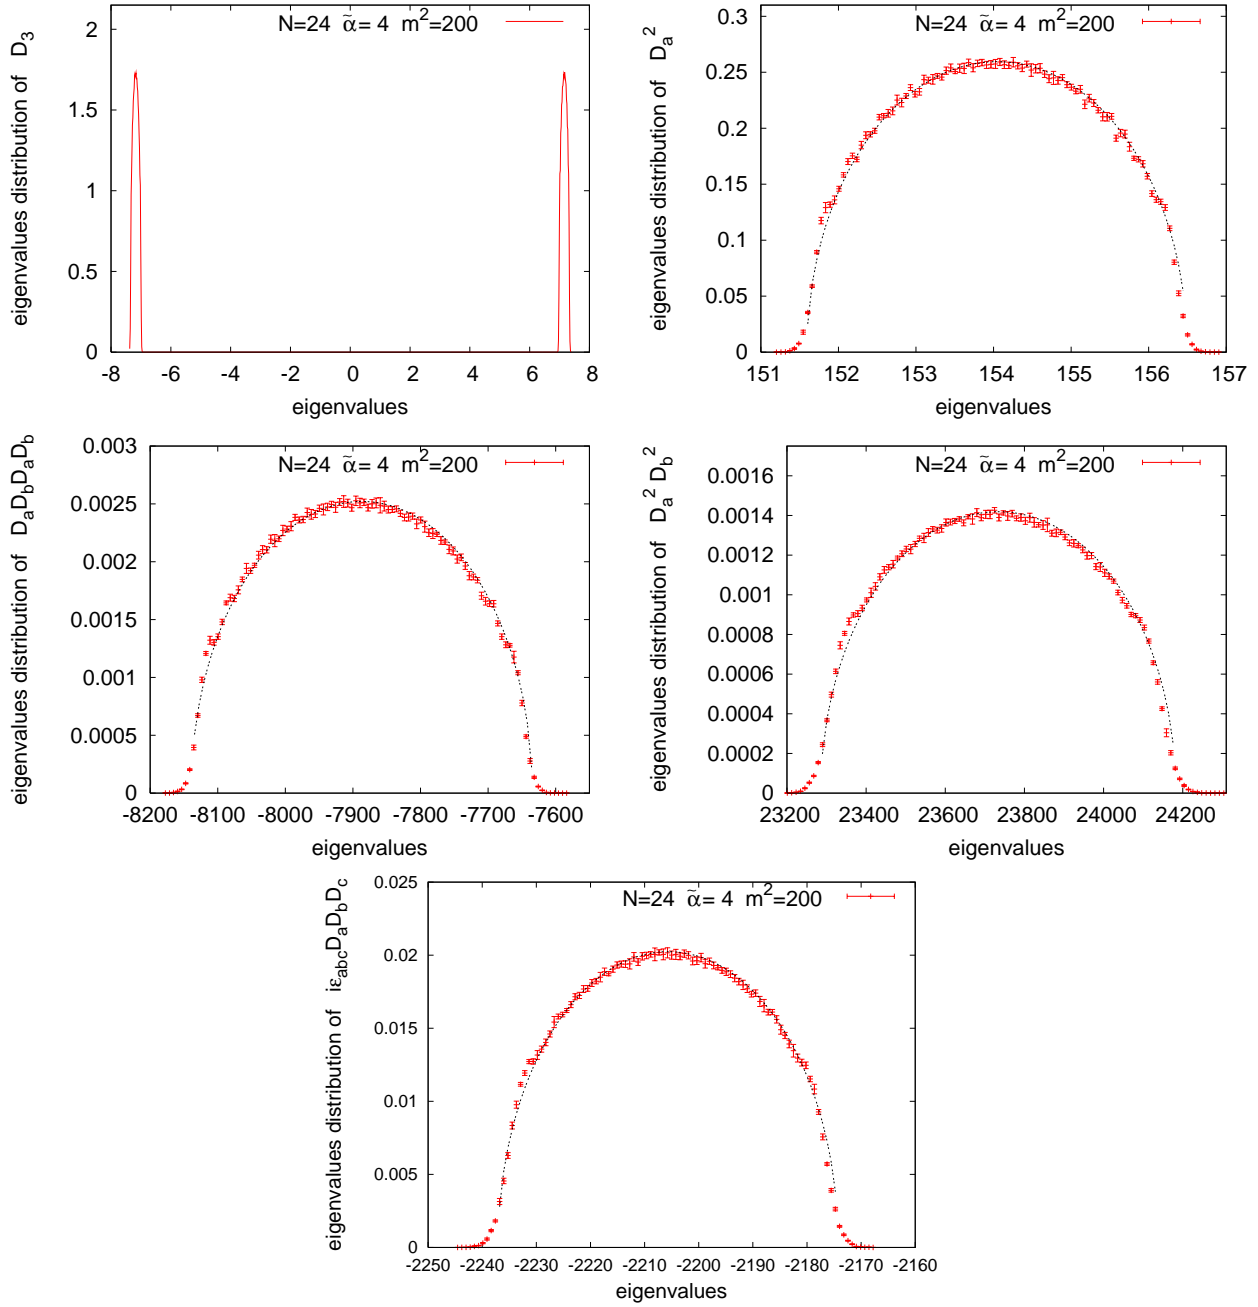 eigenvalues distribution of D₃
N=24 α̃= 4 m²=200
2
1.5
1
0.5
0
-8 -6 -4 -2 0 2 4 6 8
eigenvalues
eigenvalues distribution of Dₐ²
N=24 α̃= 4 m²=200
0.3
0.25
0.2
0.15
0.1
0.05
0
151 152 153 154 155 156 157
eigenvalues
eigenvalues distribution of DₐD_bDₐD_b
N=24 α̃= 4 m²=200
0.003
0.0025
0.002
0.0015
0.001
0.0005
0
-8200 -8100 -8000 -7900 -7800 -7700 -7600
eigenvalues
eigenvalues distribution of Dₐ² D_b²
N=24 α̃= 4 m²=200
0.0016
0.0014
0.0012
0.001
0.0008
0.0006
0.0004
0.0002
0
23200 23400 23600 23800 24000 24200
eigenvalues
eigenvalues distribution of iε_abcDₐD_bD_c
N=24 α̃= 4 m²=200
0.025
0.02
0.015
0.01
0.005
0
-2250 -2240 -2230 -2220 -2210 -2200 -2190 -2180 -2170 -2160
eigenvalues